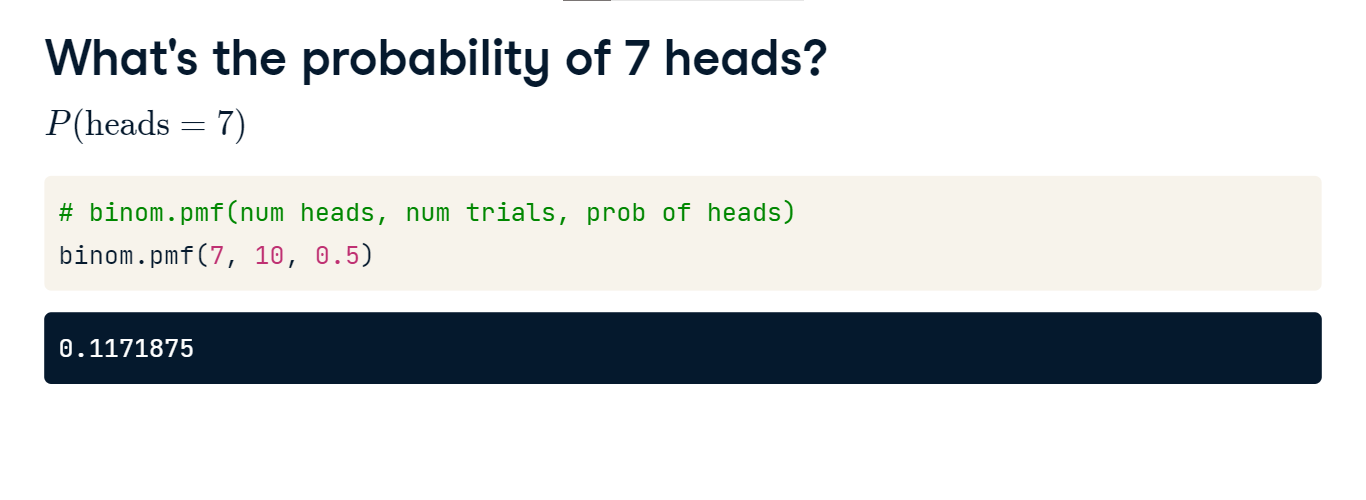 What's the probability of 7 heads?
P(heads = 7)
# binom.pmf(num heads, num trials, prob of heads)
binom.pmf(7, 10, 0.5)
0.1171875